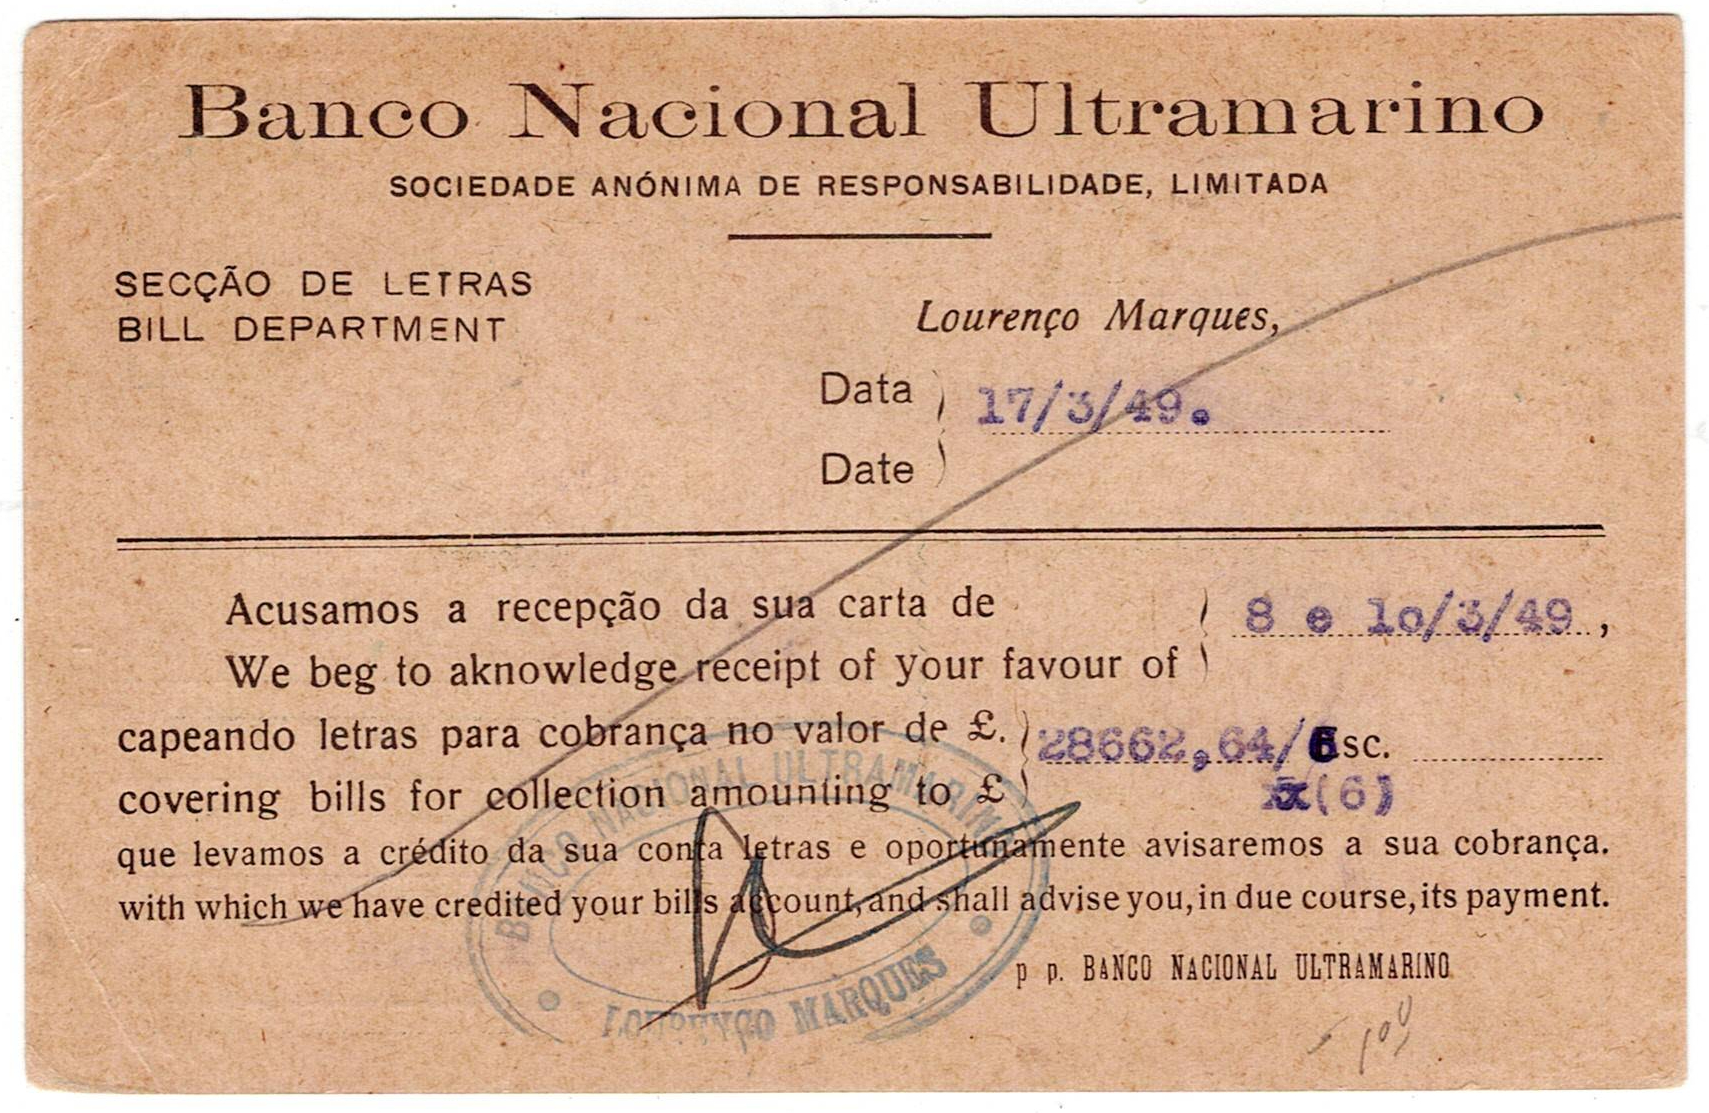 Banco Nacional Ultramarino
SOCIEDADE ANÓNIMA DE RESPONSABILIDADE, LIMITADA
SECÇÃO DE LETRAS
BILL DEPARTMENT
Lourenço Marques,
Data
17/3/49.
Date
Acusamos a recepção da sua carta de
8 e 1o/3/49,
We beg to aknowledge receipt of your favour of
capeando letras para cobrança no valor de £.
28662,64/ sc.
covering bills for collection amounting to £
(6)
que levamos a crédito da sua conta letras e oportunamente avisaremos a sua cobrança.
with which we have credited your bills account, and shall advise you, in due course, its payment.
p p. BANCO NACIONAL ULTRAMARINO
BANCO NACIONAL ULTRAMARINO
LOURENÇO MARQUES